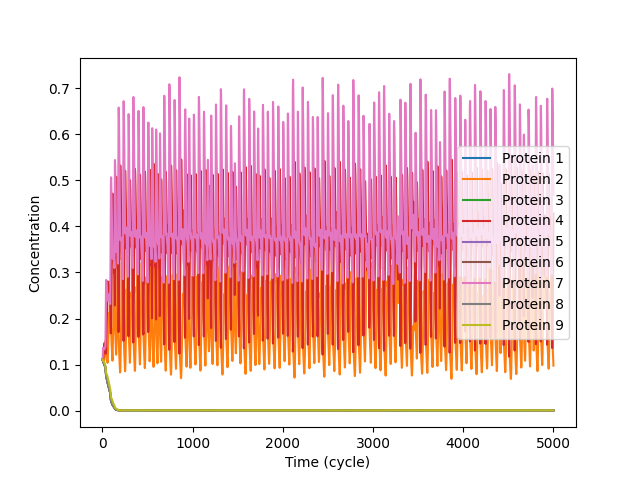 0.7
0.6
0.5
0.4
0.3
0.2
0.1
0.0
Concentration
Protein 1
Protein 2
Protein 3
Protein 4
Protein 5
Protein 6
Protein 7
Protein 8
Protein 9
0 1000 2000 3000 4000 5000
Time (cycle)